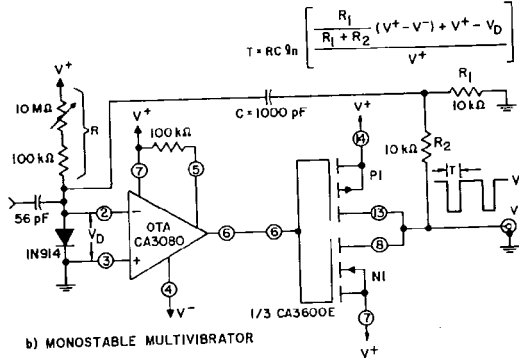 T = RC ln [ R1 / (R1 + R2) (V+ − V−) + V+ − VD / V+ ]
V+
10 MΩ
R
100 kΩ
56 pF
1N914
VD
V+
100 kΩ
7
5
2
−
3
+
OTA
CA3080
6
4
V−
C = 1000 pF
R1
10 kΩ
10 kΩ
R2
V+
14
P1
13
6
8
N1
7
V+
1/3 CA3600E
T
V
V
b) MONOSTABLE MULTIVIBRATOR